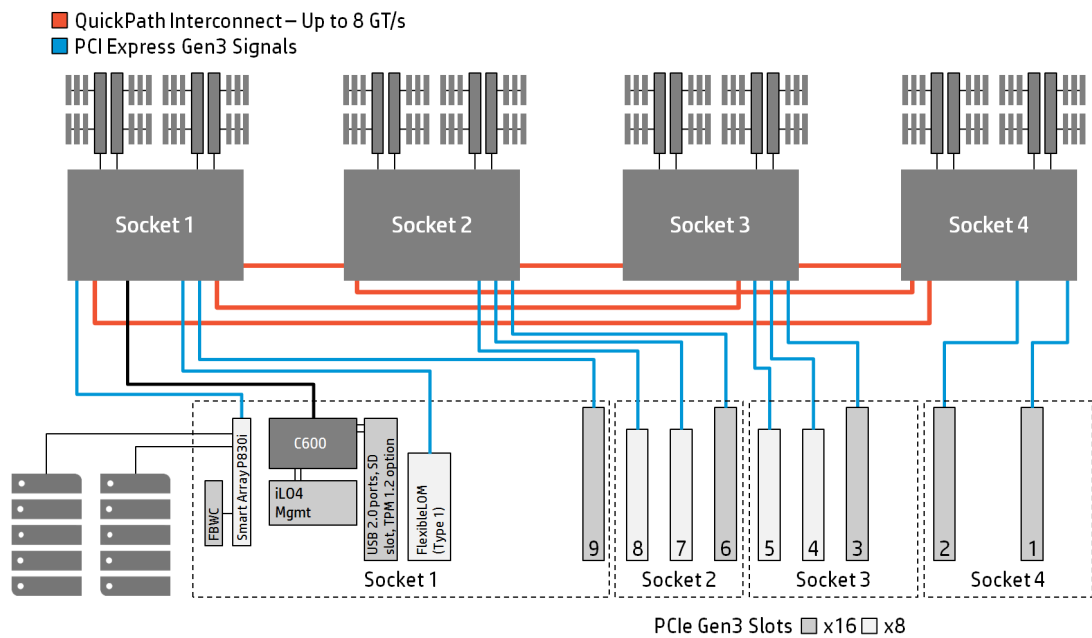 QuickPath Interconnect – Up to 8 GT/s
PCI Express Gen3 Signals
Socket 1
Socket 2
Socket 3
Socket 4
FBWC
Smart Array P830i
C600
iLO4
Mgmt
USB 2.0 ports, SD
slot, TPM 1.2 option
FlexibleLOM
(Type 1)
9
8
7
6
5
4
3
2
1
Socket 1
Socket 2
Socket 3
Socket 4
PCIe Gen3 Slots x16 x8